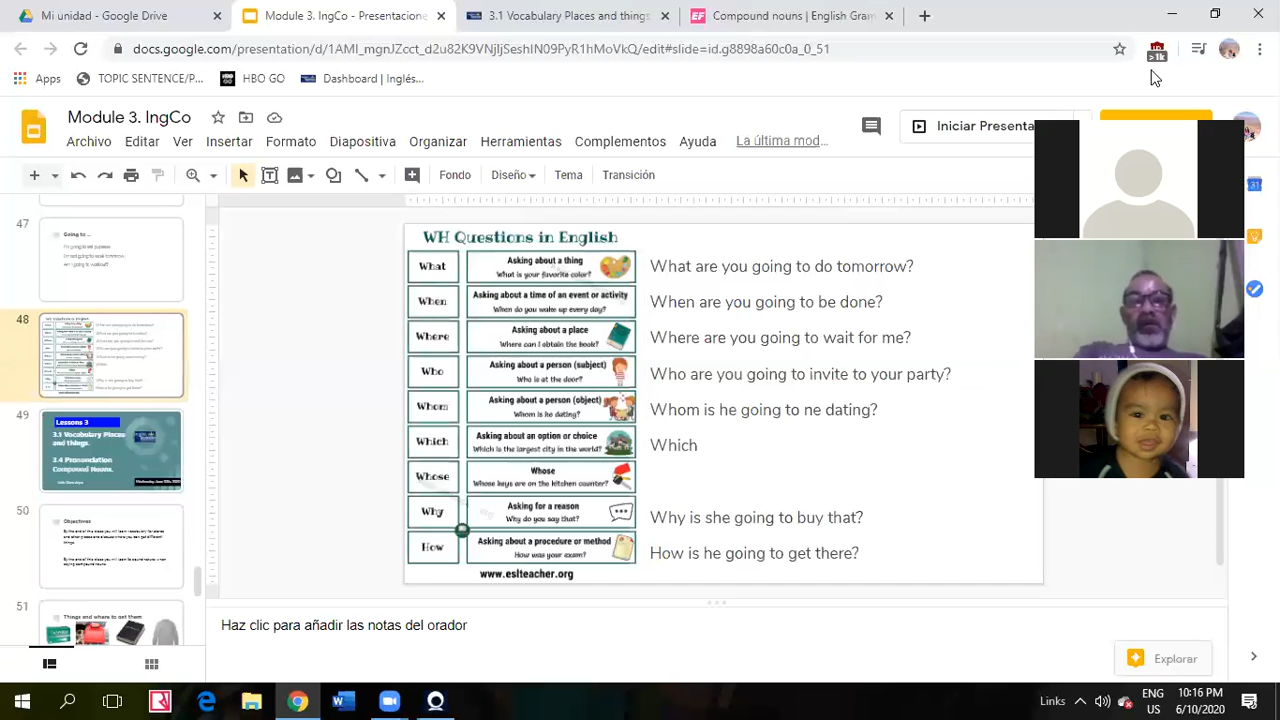 Mi unidad - Google Drive
Module 3. IngCo - Google Slides
3.1 Vocabulary Places and things
Compound nouns | English Gram
docs.google.com/presentation/d/1AMI_mgnJZcct_d2u82K9VNjIjSeshIN09PyR1hMoVkQ/edit#slide=id.g8898a60c0a_0_51
>1k
Apps
TOPIC SENTENCE/P...
HBO GO
Dashboard | Inglés...
Module 3. IngCo
Iniciar Presenta
Archivo Editar Ver Insertar Formato Diapositiva Organizar Herramientas Complementos Ayuda La última mod...
Fondo Diseño Tema Transición
31
47
Going to ...
48
49
Lessons 3
3.1 Vocabulary Places
and things.
3.4 Pronunciation
Compound Nouns.
50
Objectives
51
Things and where to get them
WH Questions in English
What
Asking about a thing
What is your favorite color?
What are you going to do tomorrow?
When
Asking about a time of an event or activity
When do you wake up every day?
When are you going to be done?
Where
Asking about a place
Where can I obtain the book?
Where are you going to wait for me?
Who
Asking about a person (subject)
Who is at the door?
Who are you going to invite to your party?
Whom
Asking about a person (object)
Whom is he dating?
Whom is he going to ne dating?
Which
Asking about an option or choice
Which is the largest city in the world?
Which
Whose
Whose
Whose keys are on the kitchen counter?
Why
Asking for a reason
Why do you say that?
Why is she going to buy that?
How
Asking about a procedure or method
How was your exam?
How is he going to get there?
www.eslteacher.org
Haz clic para añadir las notas del orador
Explorar
Links
ENG
US
10:16 PM
6/10/2020